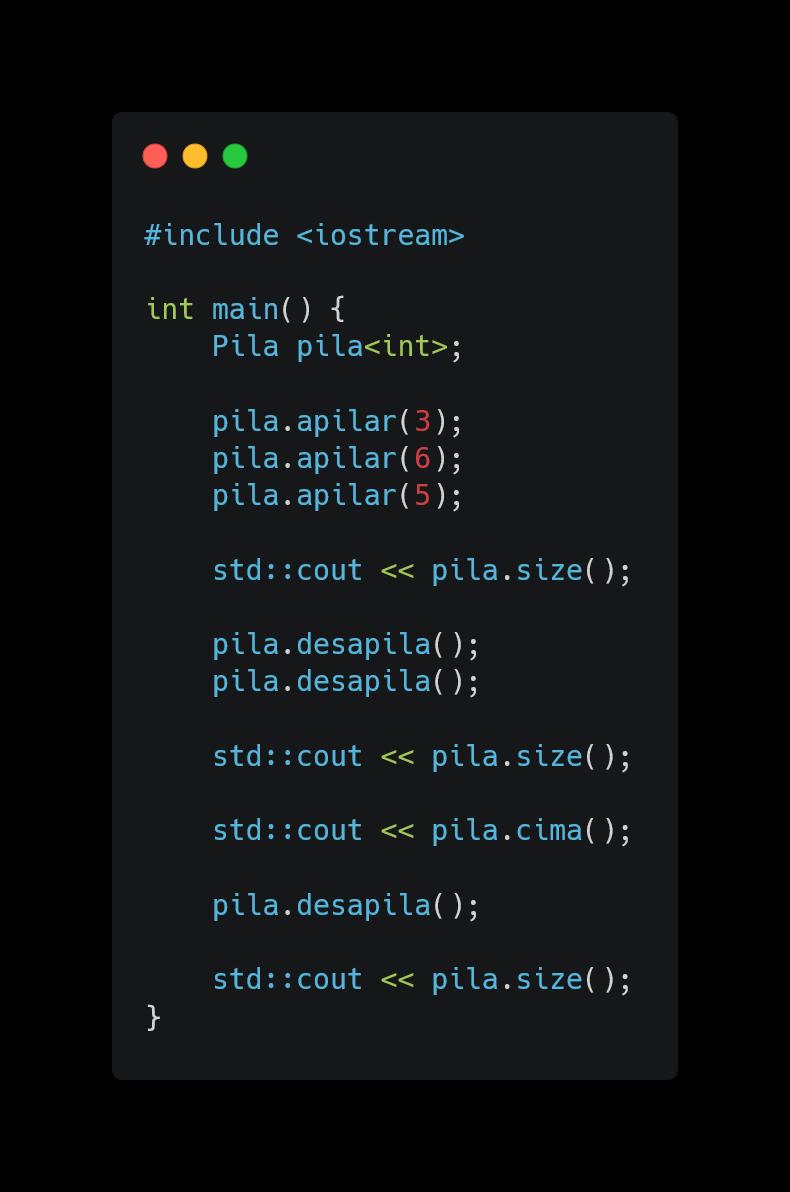 #include <iostream>
int main() {
    Pila pila<int>;
    pila.apilar(3);
    pila.apilar(6);
    pila.apilar(5);
    std::cout << pila.size();
    pila.desapila();
    pila.desapila();
    std::cout << pila.size();
    std::cout << pila.cima();
    pila.desapila();
    std::cout << pila.size();
}